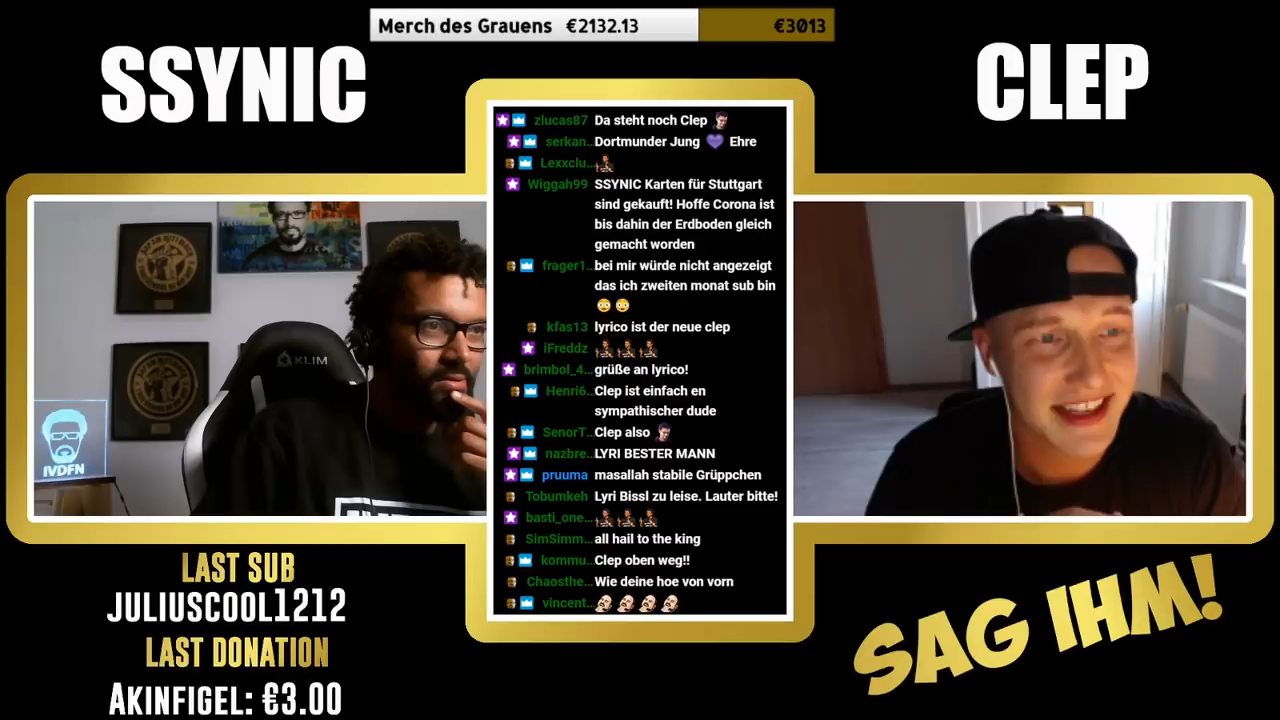 Merch des Grauens €2132.13 €3013
SSYNIC
CLEP
zlucas87 Da steht noch Clep
serkan... Dortmunder Jung 💜 Ehre
Lexxclu...
Wiggah99 SSYNIC Karten für Stuttgart
sind gekauft! Hoffe Corona ist
bis dahin der Erdboden gleich
gemacht worden
frager1... bei mir würde nicht angezeigt
das ich zweiten monat sub bin
😳 😳
kfas13 lyrico ist der neue clep
iFreddz
brimbol_4... grüße an lyrico!
Henri6... Clep ist einfach en
sympathischer dude
SenorT... Clep also
nazbre... LYRI BESTER MANN
pruuma masallah stabile Grüppchen
Tobumkeh Lyri Bissl zu leise. Lauter bitte!
basti_one...
SimSimm... all hail to the king
kommu... Clep oben weg!!
Chaosthe... Wie deine hoe von vorn
vincent...
KLIM
IVDFN
LAST SUB
JULIUSCOOL1212
LAST DONATION
AKINFIGEL: €3.00
SAG IHM!